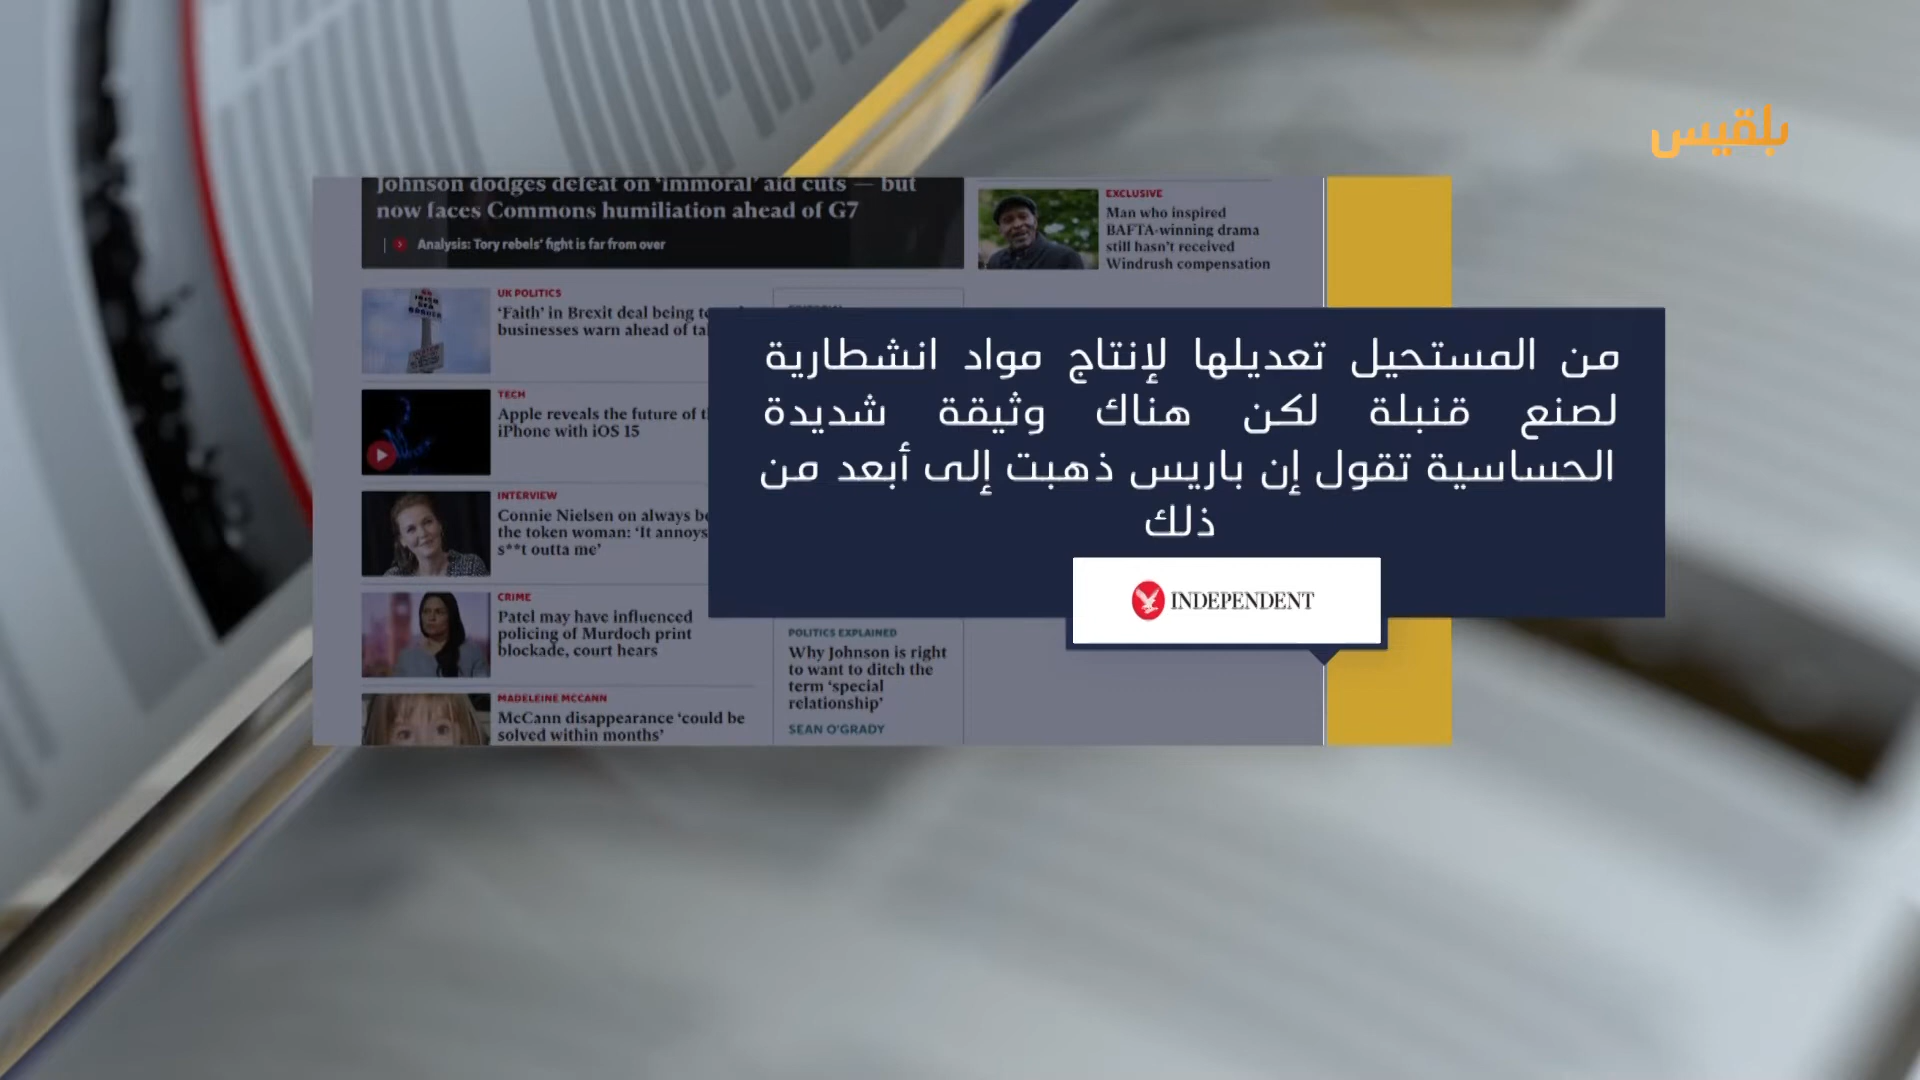 بلقيس
Johnson dodges defeat on 'immoral' aid cuts — but
now faces Commons humiliation ahead of G7
Analysis: Tory rebels' fight is far from over
EXCLUSIVE
Man who inspired
BAFTA-winning drama
still hasn't received
Windrush compensation
UK POLITICS
'Faith' in Brexit deal being
businesses warn ahead of
TECH
Apple reveals the future of
iPhone with iOS 15
INTERVIEW
Connie Nielsen on always
the token woman: 'It annoys
s**t outta me'
CRIME
Patel may have influenced
policing of Murdoch print
blockade, court hears
MADELEINE MCCANN
McCann disappearance 'could be
solved within months'
من المستحيل تعديلها لإنتاج مواد انشطارية
لصنع قنبلة لكن هناك وثيقة شديدة
الحساسية تقول إن باريس ذهبت إلى أبعد من
ذلك
INDEPENDENT
POLITICS EXPLAINED
Why Johnson is right
to want to ditch the
term 'special
relationship'
SEAN O'GRADY